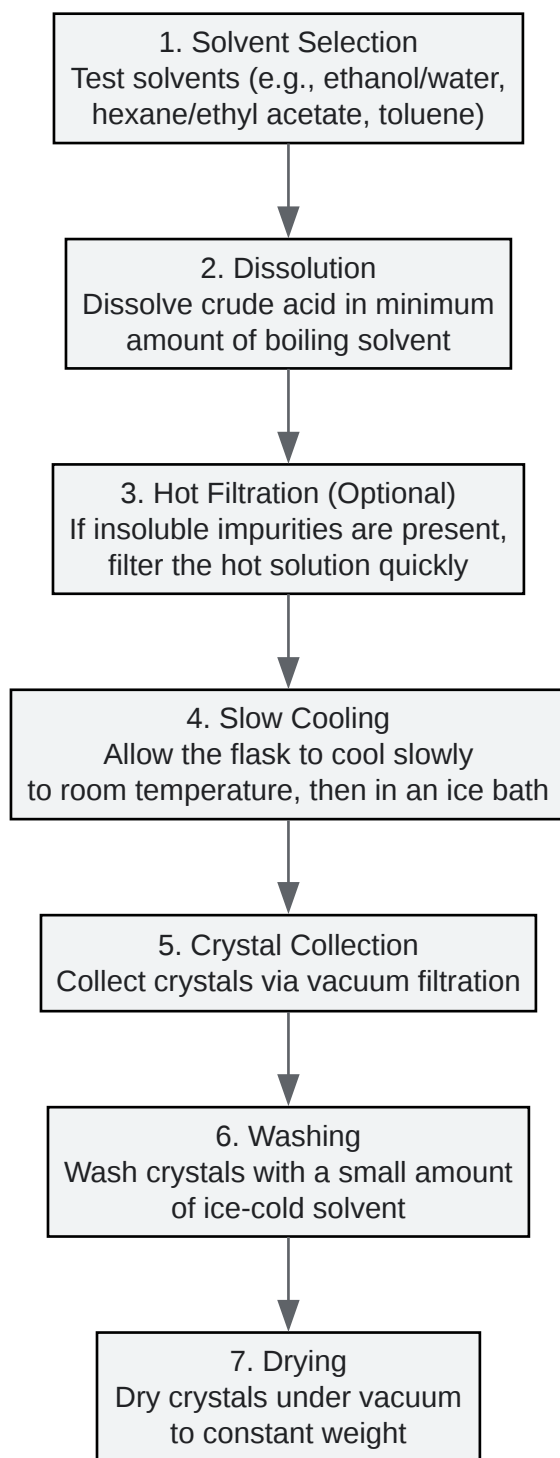 1. Solvent Selection
Test solvents (e.g., ethanol/water,
hexane/ethyl acetate, toluene)
2. Dissolution
Dissolve crude acid in minimum
amount of boiling solvent
3. Hot Filtration (Optional)
If insoluble impurities are present,
filter the hot solution quickly
4. Slow Cooling
Allow the flask to cool slowly
to room temperature, then in an ice bath
5. Crystal Collection
Collect crystals via vacuum filtration
6. Washing
Wash crystals with a small amount
of ice-cold solvent
7. Drying
Dry crystals under vacuum
to constant weight